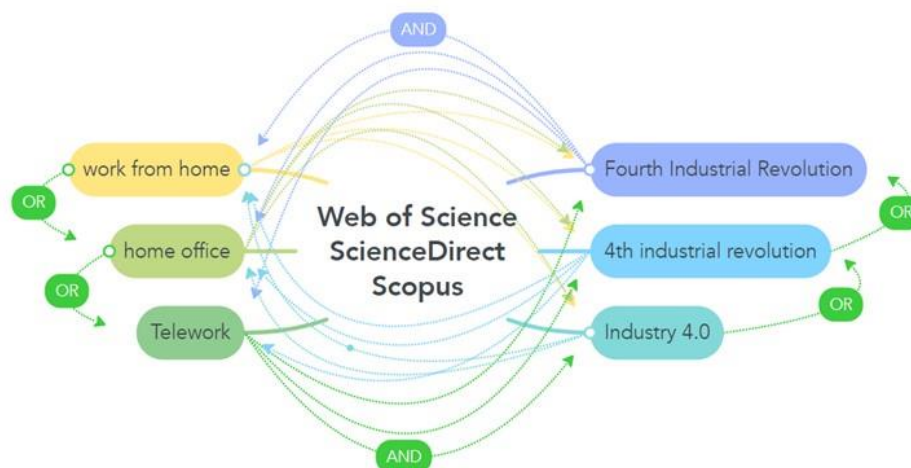 AND
work from home
Fourth Industrial Revolution
OR
Web of Science
ScienceDirect
Scopus
OR
home office
4th industrial revolution
OR
OR
Telework
Industry 4.0
AND